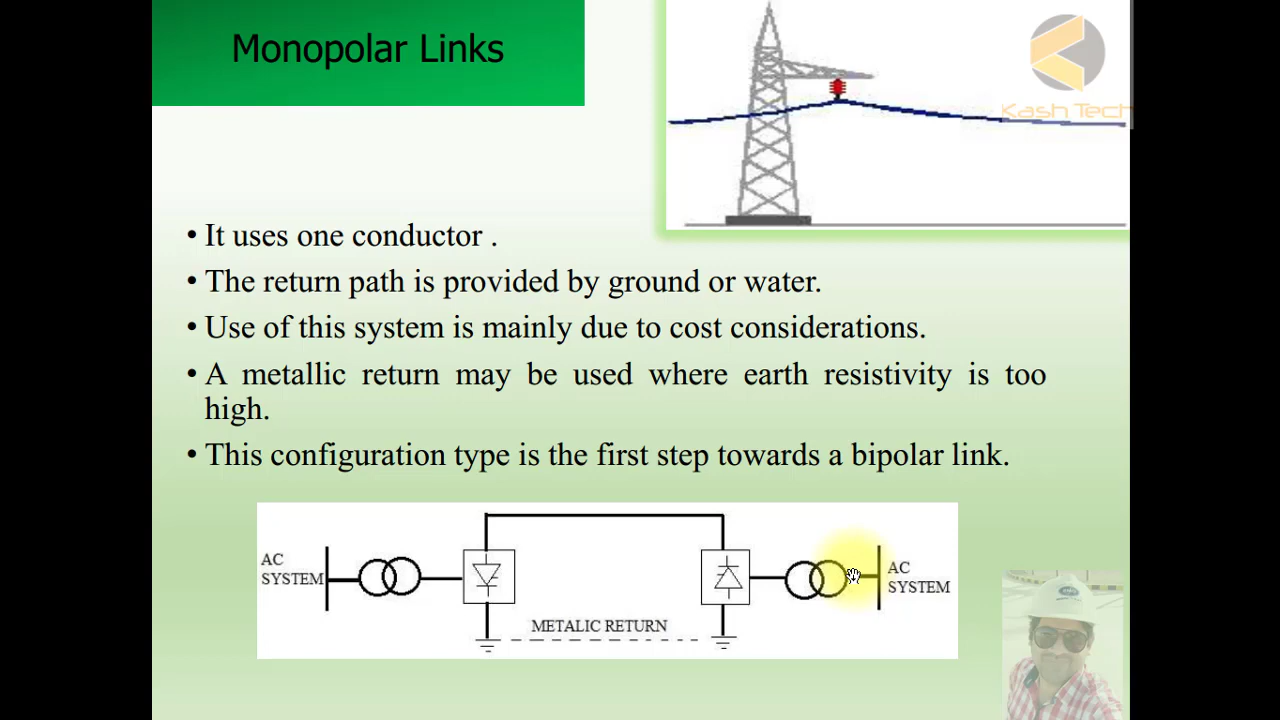 Monopolar Links
Kash Tech
• It uses one conductor .
• The return path is provided by ground or water.
• Use of this system is mainly due to cost considerations.
• A metallic return may be used where earth resistivity is too
high.
• This configuration type is the first step towards a bipolar link.
AC
SYSTEM
METALIC RETURN
AC
SYSTEM